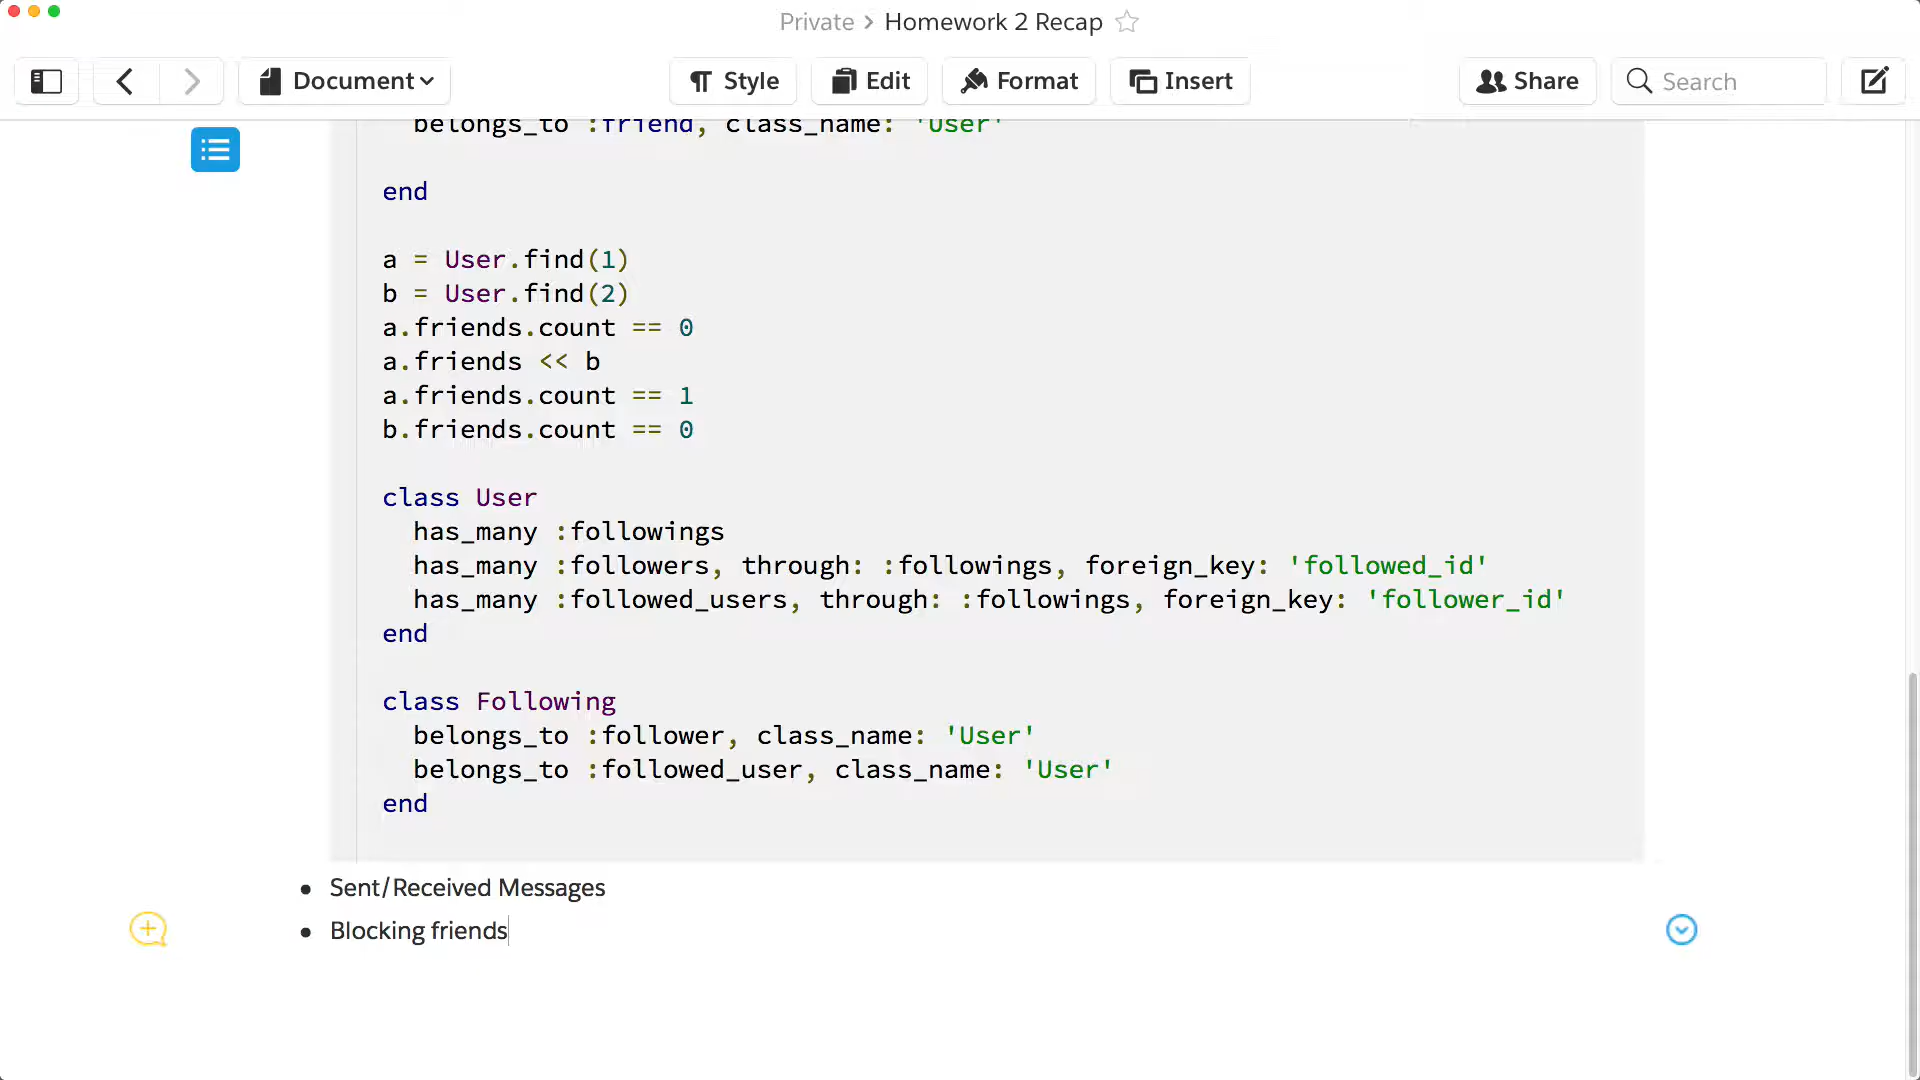 Private > Homework 2 Recap
Document
Style
Edit
Format
Insert
Share
Search
belongs_to :friend, class_name: 'User'
end
a = User.find(1)
b = User.find(2)
a.friends.count == 0
a.friends << b
a.friends.count == 1
b.friends.count == 0
class User
  has_many :followings
  has_many :followers, through: :followings, foreign_key: 'followed_id'
  has_many :followed_users, through: :followings, foreign_key: 'follower_id'
end
class Following
  belongs_to :follower, class_name: 'User'
  belongs_to :followed_user, class_name: 'User'
end
• Sent/Received Messages
• Blocking friends